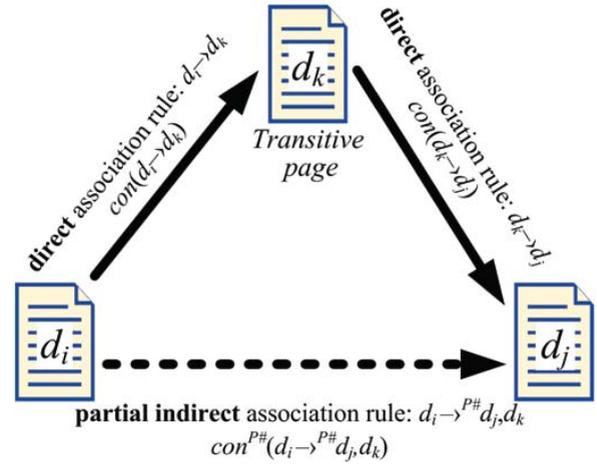 d_k
Transitive
page
direct association rule: d_i→d_k
con(d_i→d_k)
direct association rule: d_k→d_j
con(d_k→d_j)
d_i
d_j
partial indirect association rule: d_i→^{P#}d_j,d_k
con^{P#}(d_i→^{P#}d_j,d_k)